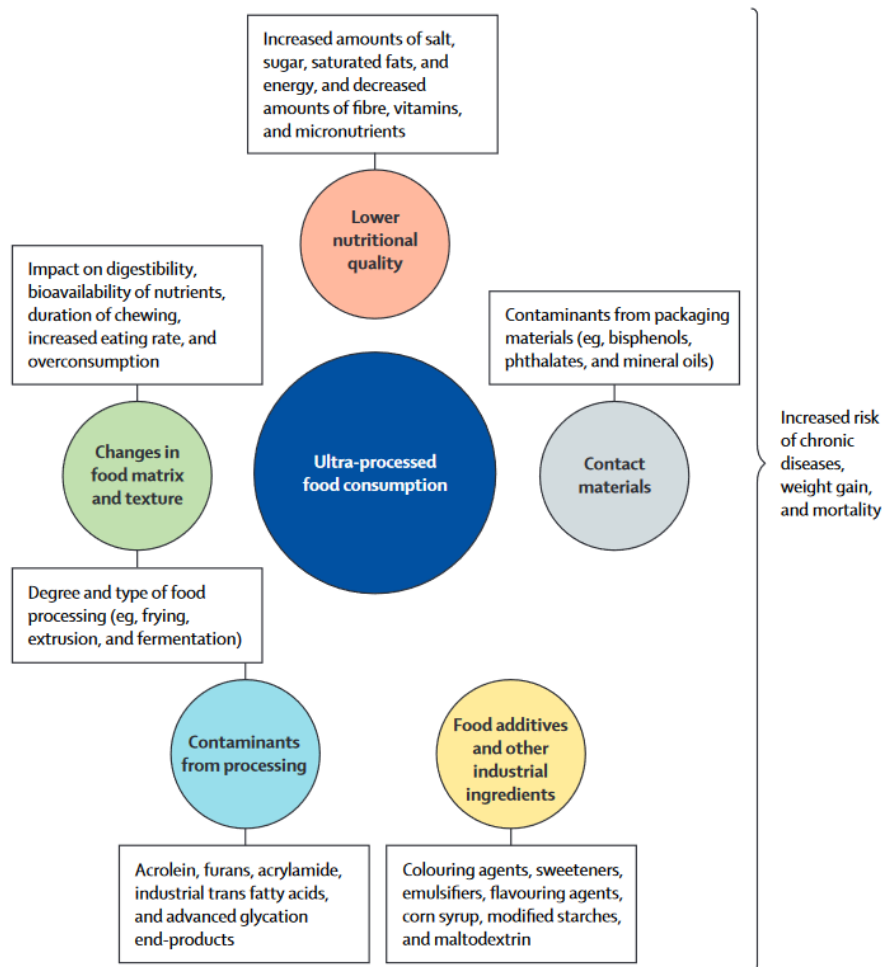 Increased amounts of salt,
sugar, saturated fats, and
energy, and decreased
amounts of fibre, vitamins,
and micronutrients
Lower
nutritional
quality
Impact on digestibility,
bioavailability of nutrients,
duration of chewing,
increased eating rate, and
overconsumption
Contaminants from packaging
materials (eg, bisphenols,
phthalates, and mineral oils)
Changes in
food matrix
and texture
Ultra-processed
food consumption
Contact
materials
Increased risk
of chronic
diseases,
weight gain,
and mortality
Degree and type of food
processing (eg, frying,
extrusion, and fermentation)
Contaminants
from processing
Food additives
and other
industrial
ingredients
Acrolein, furans, acrylamide,
industrial trans fatty acids,
and advanced glycation
end-products
Colouring agents, sweeteners,
emulsifiers, flavouring agents,
corn syrup, modified starches,
and maltodextrin